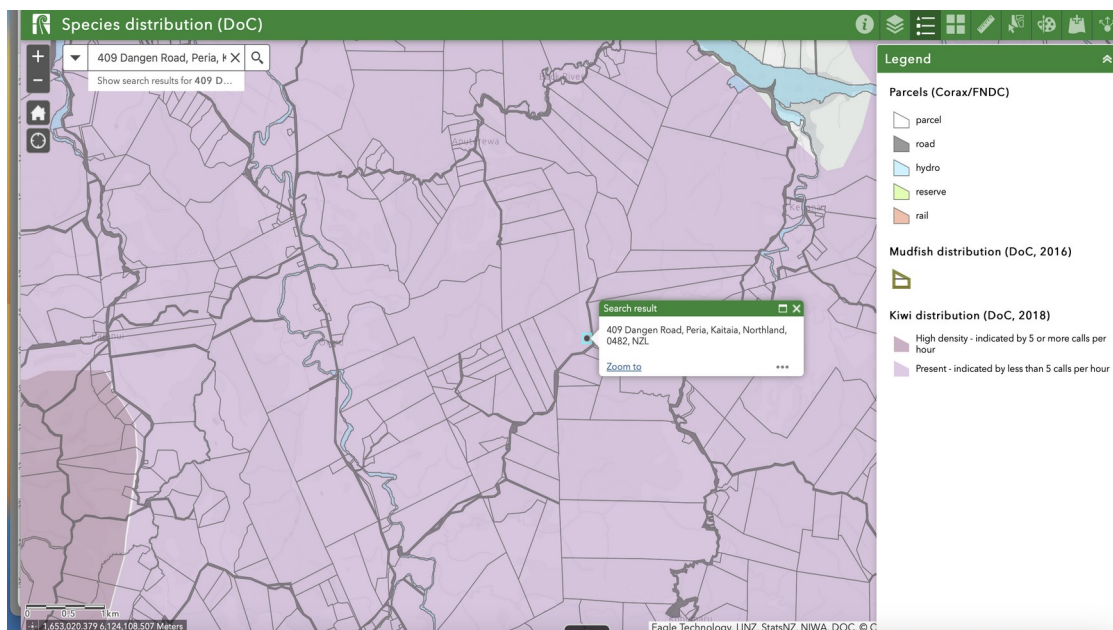 Species distribution (DoC)
409 Dangen Road, Peria, K
Show search results for 409 D...
Legend
Parcels (Corax/FNDC)
parcel
road
hydro
reserve
rail
Mudfish distribution (DoC, 2016)
Kiwi distribution (DoC, 2018)
High density - indicated by 5 or more calls per
hour
Present - indicated by less than 5 calls per hour
Search result
409 Dangen Road, Peria, Kaitaia, Northland,
0482, NZL
Zoom to
0 0.5 1km
1,653,020.379 6,124,108.507 Meters
Eagle Technology, LINZ, StatsNZ, NIWA, DOC, © C